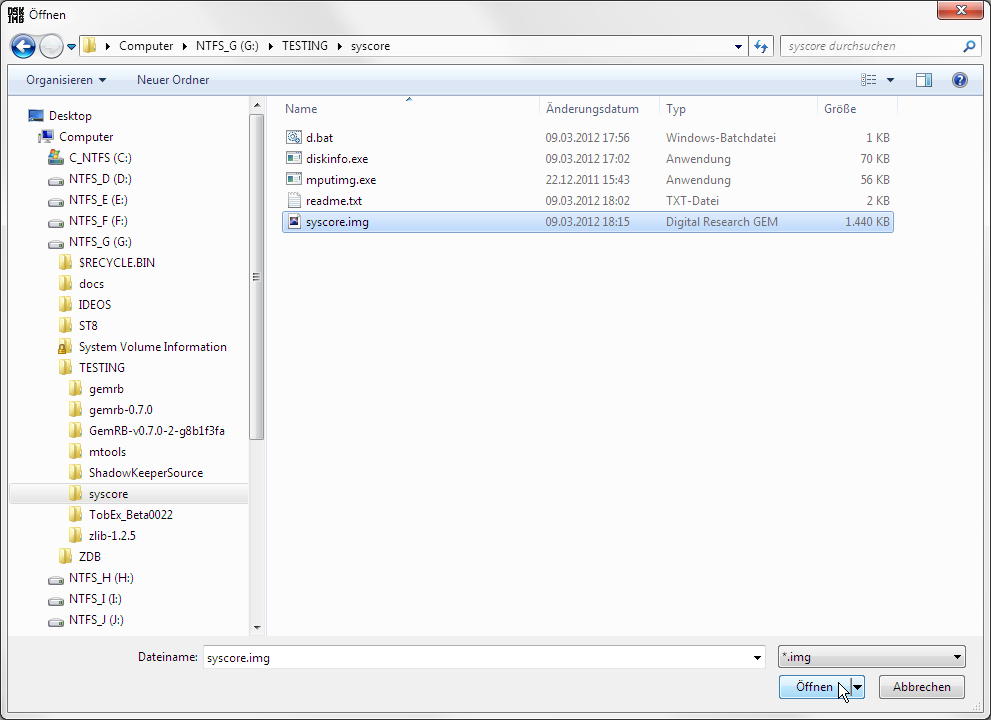 DSK
IMG Öffnen
Computer NTFS_G (G:) TESTING syscore syscore durchsuchen
Organisieren Neuer Ordner
Name Änderungsdatum Typ Größe
d.bat 09.03.2012 17:56 Windows-Batchdatei 1 KB
diskinfo.exe 09.03.2012 17:02 Anwendung 70 KB
mputimg.exe 22.12.2011 15:43 Anwendung 56 KB
readme.txt 09.03.2012 18:02 TXT-Datei 2 KB
syscore.img 09.03.2012 18:15 Digital Research GEM 1.440 KB
Desktop
Computer
C_NTFS (C:)
NTFS_D (D:)
NTFS_E (E:)
NTFS_F (F:)
NTFS_G (G:)
$RECYCLE.BIN
docs
IDEOS
ST8
System Volume Information
TESTING
gemrb
gemrb-0.7.0
GemRB-v0.7.0-2-g8b1f3fa
mtools
ShadowKeeperSource
syscore
TobEx_Beta0022
zlib-1.2.5
ZDB
NTFS_H (H:)
NTFS_I (I:)
NTFS_J (J:)
Dateiname: syscore.img *.img
Öffnen Abbrechen